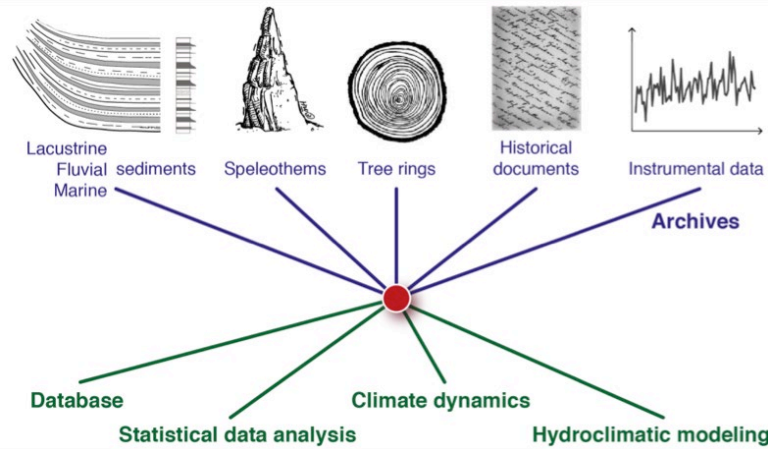 Lacustrine
Fluvial
Marine
sediments
Speleothems
Tree rings
Historical
documents
Instrumental data
Archives
Database
Climate dynamics
Statistical data analysis
Hydroclimatic modeling